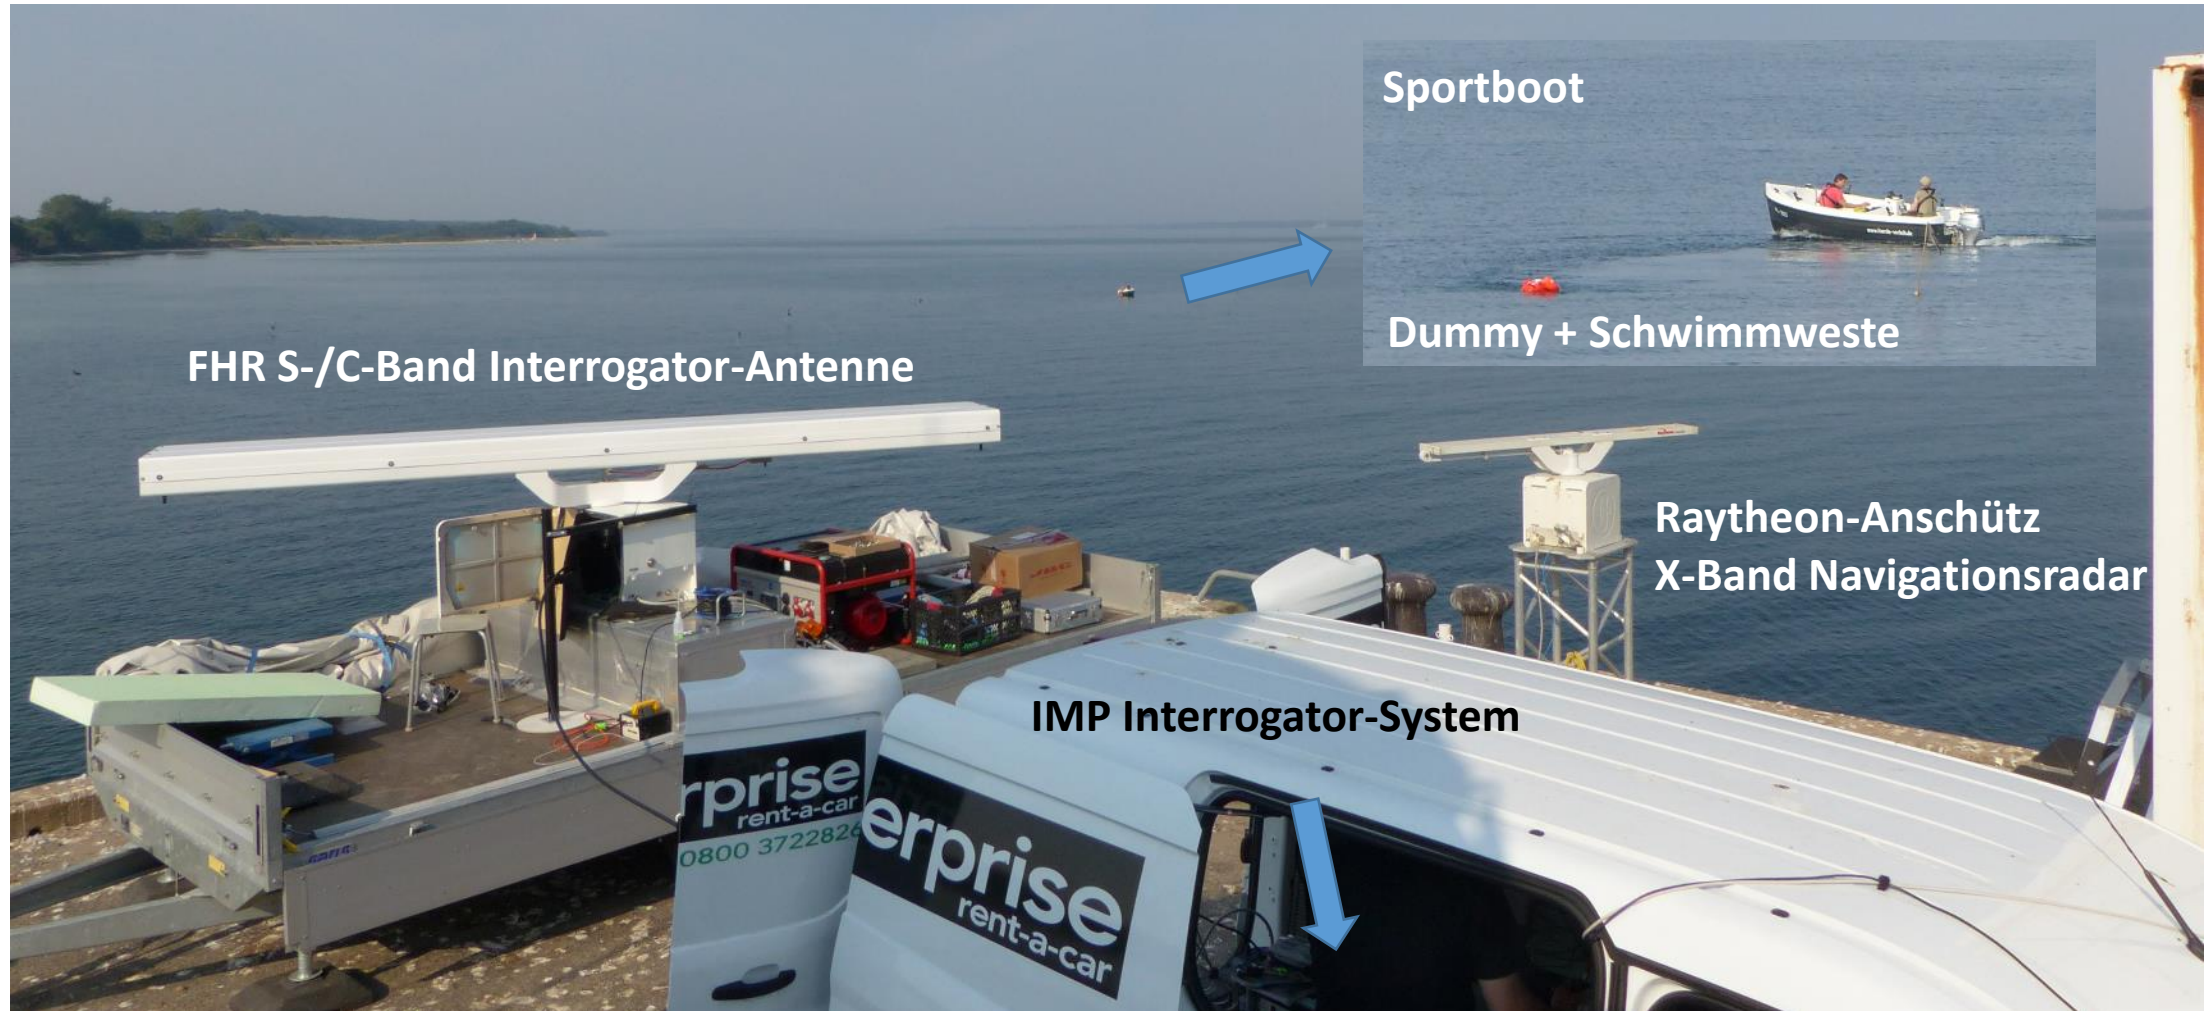 Sportboot
Dummy + Schwimmweste
FHR S-/C-Band Interrogator-Antenne
Raytheon-Anschütz
X-Band Navigationsradar
IMP Interrogator-System
rprise
rent-a-car
0800 3722826
erprise
rent-a-car